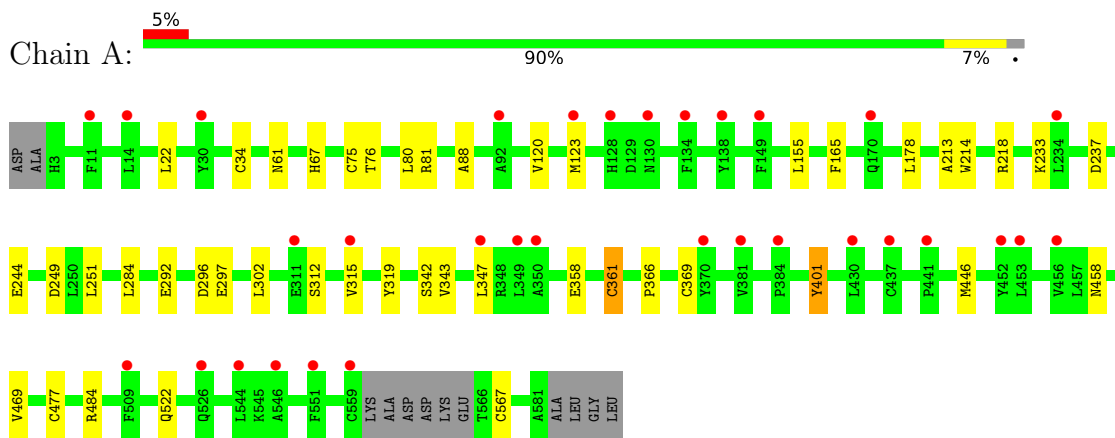 5%
Chain A:
90% 7% •
ASP ALA H3 F11 L14 L22 Y30 C34 N61 H67 C75 T76 L80 R81 A88 A92 V120 M123 H128 D129 N130 F134 Y138 F149 L155 F165 Q170 L178 A213 W214 R218 K233 L234 D237
E244 D249 L250 L251 L284 E292 D296 E297 L302 E311 S312 V315 Y319 S342 V343 L347 R348 L349 A350 E358 C361 P366 C369 Y370 V381 P384 Y401 L430 C437 P441 M446 Y452 L453 V456 L457 N458
V469 C477 R484 F509 Q522 Q526 L544 K545 A546 F551 C559 LYS ALA ASP ASP LYS GLU T566 C567 A581 ALA LEU GLY LEU